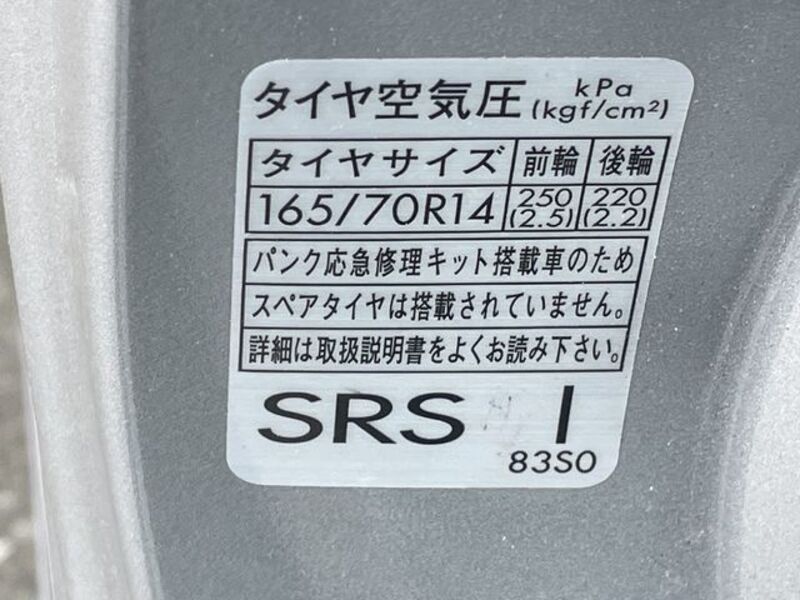 タイヤ空気圧 kPa (kgf/cm²)
タイヤサイズ 前輪 後輪
165/70R14 250 (2.5) 220 (2.2)
パンク応急修理キット搭載車のため
スペアタイヤは搭載されていません。
詳細は取扱説明書をよくお読み下さい。
SRS I
83S0